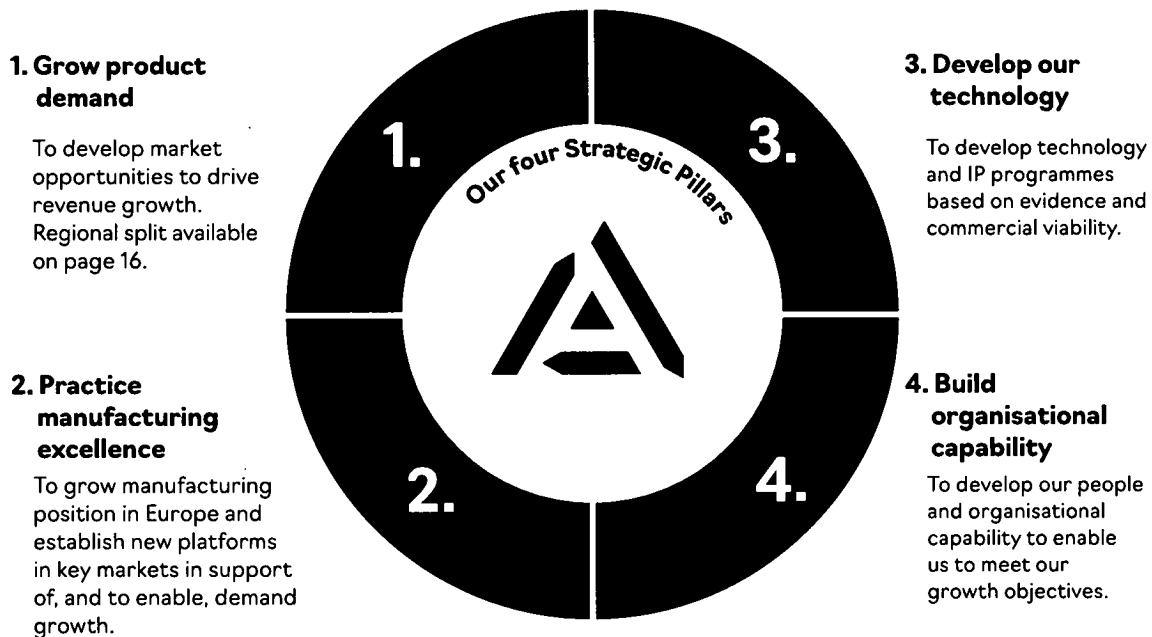 1. Grow product
demand
To develop market
opportunities to drive
revenue growth.
Regional split available
on page 16.
2. Practice
manufacturing
excellence
To grow manufacturing
position in Europe and
establish new platforms
in key markets in support
of, and to enable, demand
growth.
Our four Strategic Pillars
1.
2.
3.
4.
3. Develop our
technology
To develop technology
and IP programmes
based on evidence and
commercial viability.
4. Build
organisational
capability
To develop our people
and organisational
capability to enable
us to meet our
growth objectives.